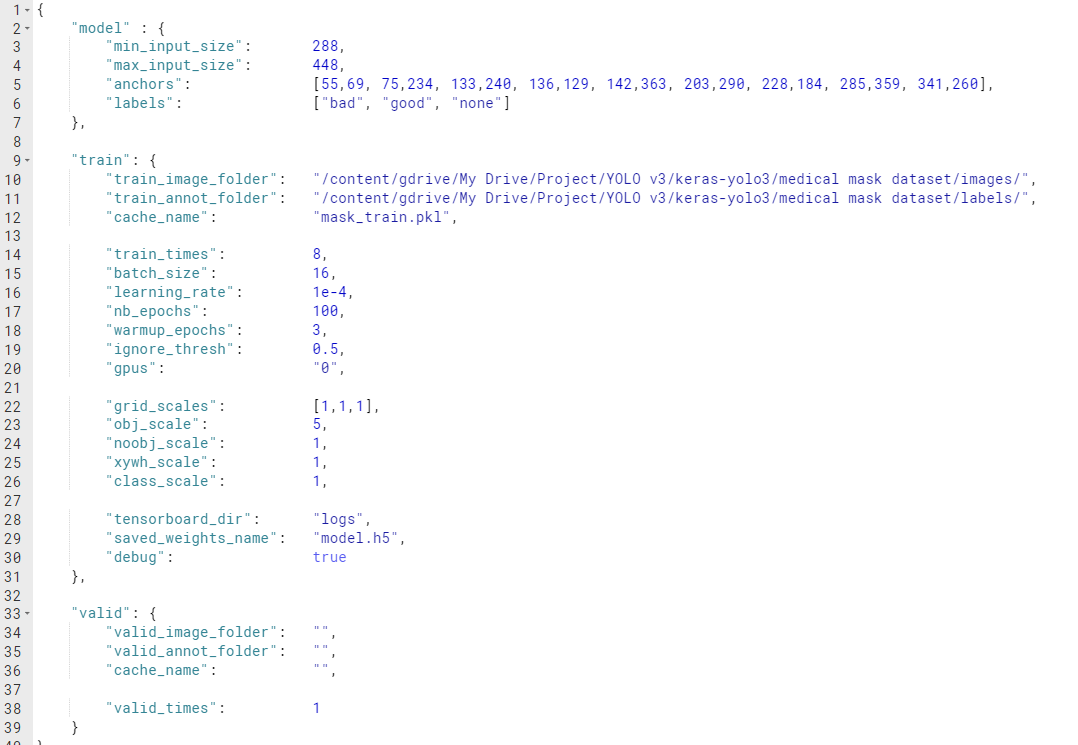 1 {
2 "model" : {
3 "min_input_size": 288,
4 "max_input_size": 448,
5 "anchors": [55,69, 75,234, 133,240, 136,129, 142,363, 203,290, 228,184, 285,359, 341,260],
6 "labels": ["bad", "good", "none"]
7 },
8
9 "train": {
10 "train_image_folder": "/content/gdrive/My Drive/Project/YOLO v3/keras-yolo3/medical mask dataset/images/",
11 "train_annot_folder": "/content/gdrive/My Drive/Project/YOLO v3/keras-yolo3/medical mask dataset/labels/",
12 "cache_name": "mask_train.pkl",
13
14 "train_times": 8,
15 "batch_size": 16,
16 "learning_rate": 1e-4,
17 "nb_epochs": 100,
18 "warmup_epochs": 3,
19 "ignore_thresh": 0.5,
20 "gpus": "0",
21
22 "grid_scales": [1,1,1],
23 "obj_scale": 5,
24 "noobj_scale": 1,
25 "xywh_scale": 1,
26 "class_scale": 1,
27
28 "tensorboard_dir": "logs",
29 "saved_weights_name": "model.h5",
30 "debug": true
31 },
32
33 "valid": {
34 "valid_image_folder": "",
35 "valid_annot_folder": "",
36 "cache_name": "",
37
38 "valid_times": 1
39 }